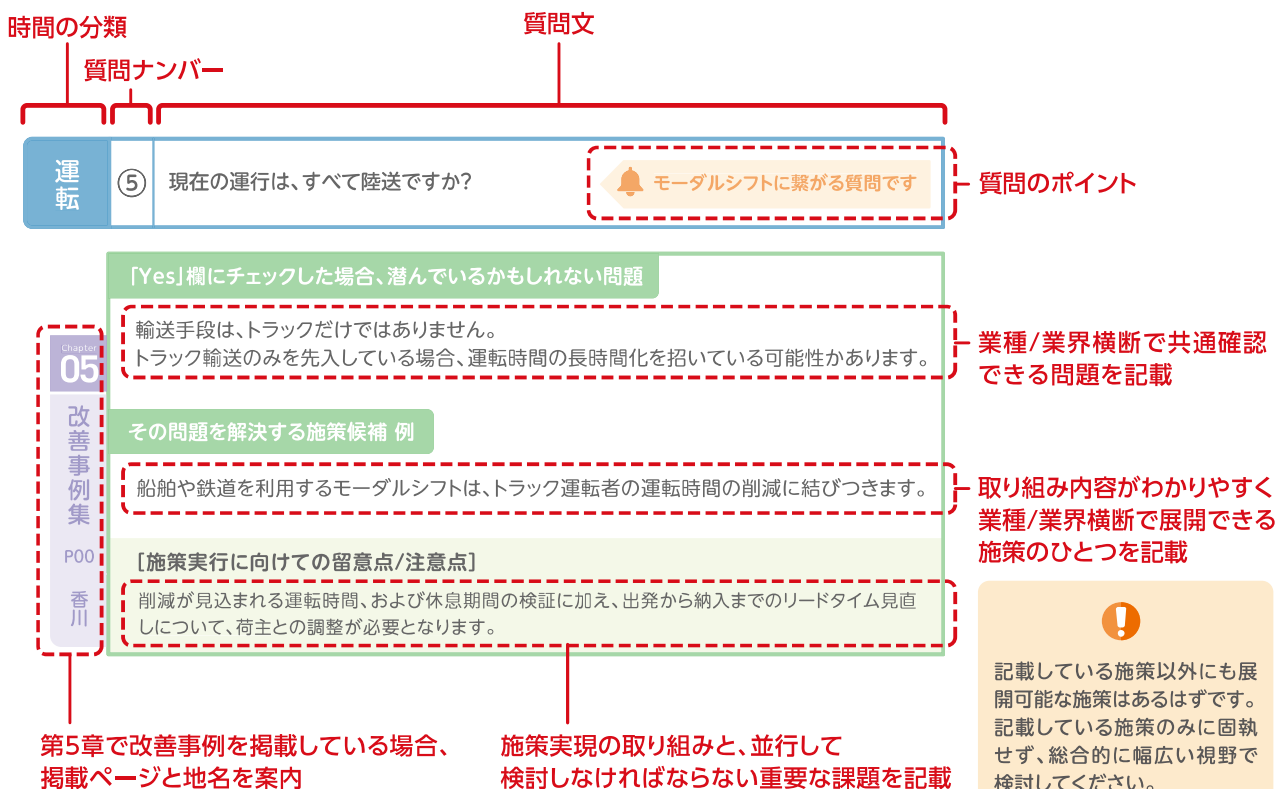 時間の分類
質問ナンバー
質問文
運転
⑤
現在の運行は、すべて陸送ですか?
モーダルシフトに繋がる質問です
質問のポイント
「Yes」欄にチェックした場合、潜んでいるかもしれない問題
輸送手段は、トラックだけではありません。
トラック輸送のみを先入している場合、運転時間の長時間化を招いている可能性かあります。
業種/業界横断で共通確認
できる問題を記載
Chapter
05
改善事例集
P00
香川
その問題を解決する施策候補 例
船舶や鉄道を利用するモーダルシフトは、トラック運転者の運転時間の削減に結びつきます。
取り組み内容がわかりやすく
業種/業界横断で展開できる
施策のひとつを記載
[施策実行に向けての留意点/注意点]
削減が見込まれる運転時間、および休息期間の検証に加え、出発から納入までのリードタイム見直
しについて、荷主との調整が必要となります。
第5章で改善事例を掲載している場合、
掲載ページと地名を案内
施策実現の取り組みと、並行して
検討しなければならない重要な課題を記載
記載している施策以外にも展
開可能な施策はあるはずです。
記載している施策のみに固執
せず、総合的に幅広い視野で
検討してください。